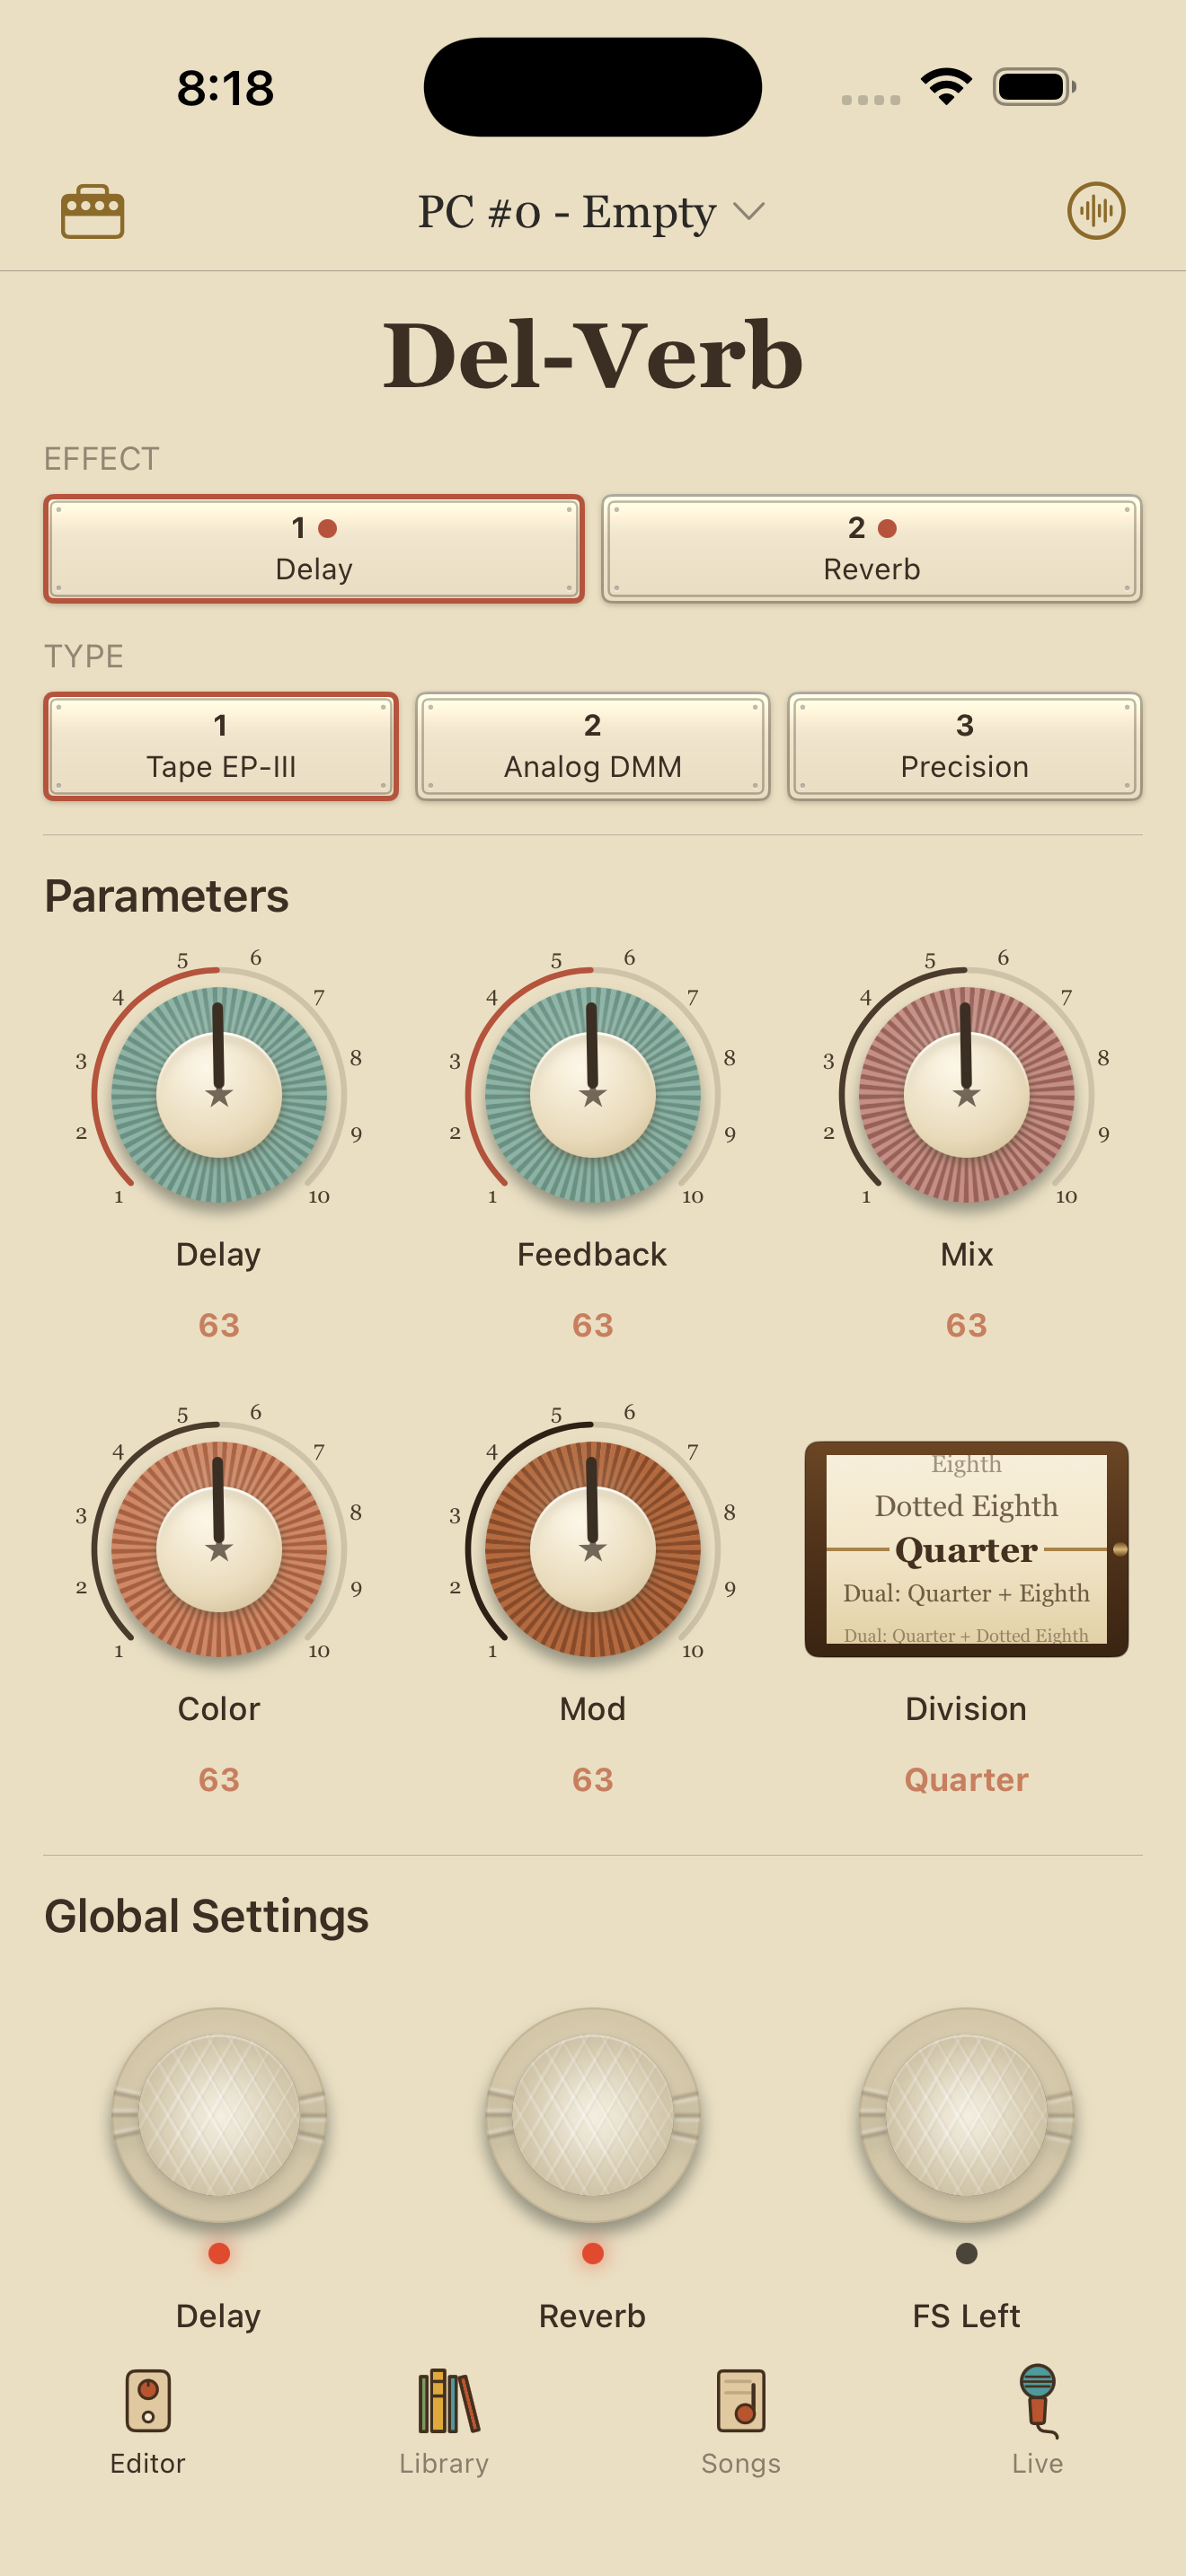 8:18
PC #0 - Empty
Del-Verb
EFFECT
1
Delay
2
Reverb
TYPE
1
Tape EP-III
2
Analog DMM
3
Precision
Parameters
1 2 3 4 5 6 7 8 9 10
Delay
63
1 2 3 4 5 6 7 8 9 10
Feedback
63
1 2 3 4 5 6 7 8 9 10
Mix
63
1 2 3 4 5 6 7 8 9 10
Color
63
1 2 3 4 5 6 7 8 9 10
Mod
63
Eighth
Dotted Eighth
Quarter
Dual: Quarter + Eighth
Dual: Quarter + Dotted Eighth
Division
Quarter
Global Settings
Delay
Reverb
FS Left
Editor
Library
Songs
Live